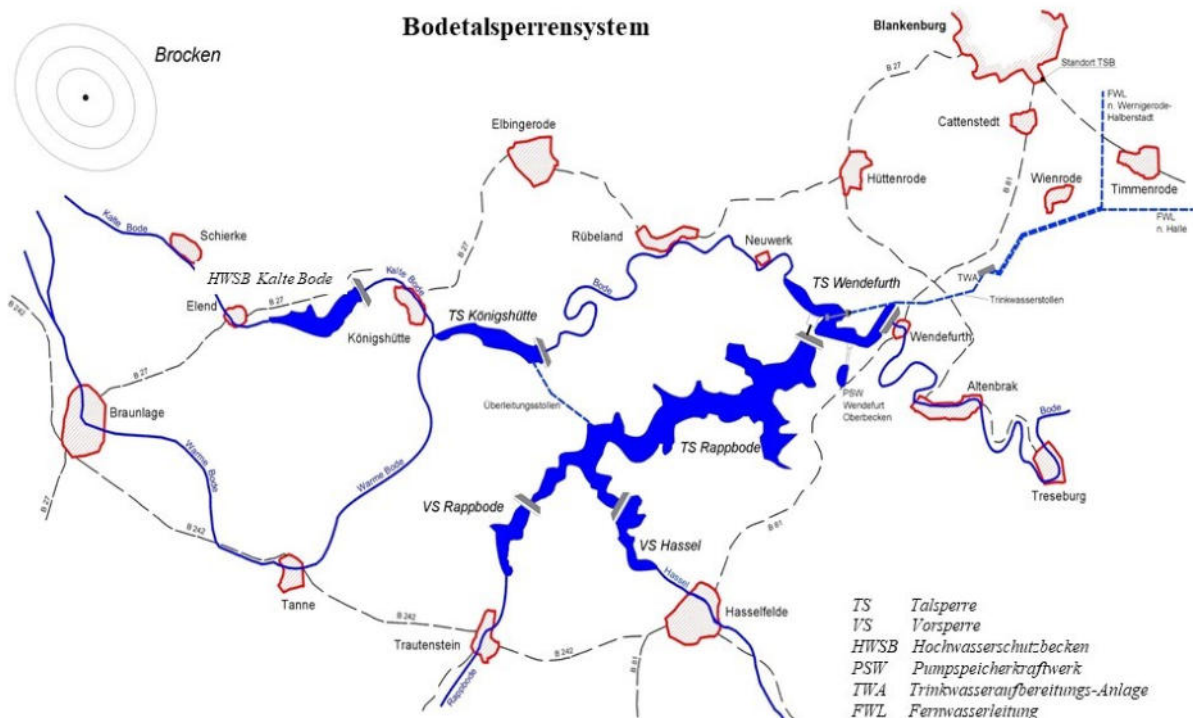 Bodetalsperrensystem
Brocken
Blankenburg
Standort TSB
B 27
FWL
n. Wernigerode-
Halberstadt
Cattenstedt
Elbingerode
Hüttenrode
B 81
Wienrode
Timmenrode
FWL
n. Halle
Kalte Bode
Schierke
Rübeland
Neuwerk
B 27
HWSB Kalte Bode
Kalte Bode
Bode
TS Wendefurth
TWA
Trinkwasserstollen
Elend
B 27
Königshütte
TS Königshütte
Wendefurth
B 242
B 27
Braunlage
Überleitungsstollen
PSW
Wendefurt
Oberbecken
Altenbrak
Bode
TS Rappbode
Warme Bode
Warme Bode
Treseburg
B 27
VS Rappbode
B 81
VS Hassel
B 242
Hassel
Tanne
B 242
Hasselfelde
Trautenstein
B 242
B 81
Rappbode
TS Talsperre
VS Vorsperre
HWSB Hochwasserschutzbecken
PSW Pumpspeicherkraftwerk
TWA Trinkwasseraufbereitungs-Anlage
FWL Fernwasserleitung